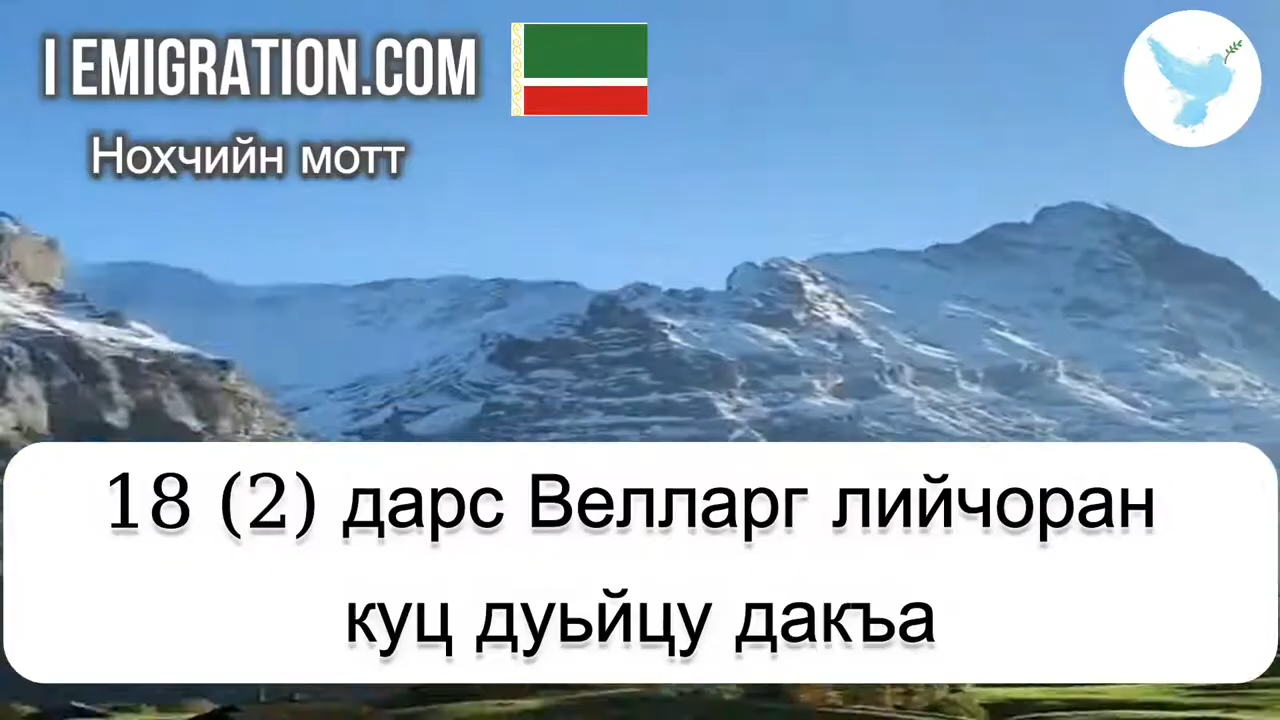 I EMIGRATION.COM
Нохчийн мотт
18 (2) дарс Велларг лийчоран
куц дуьйцу дакъа